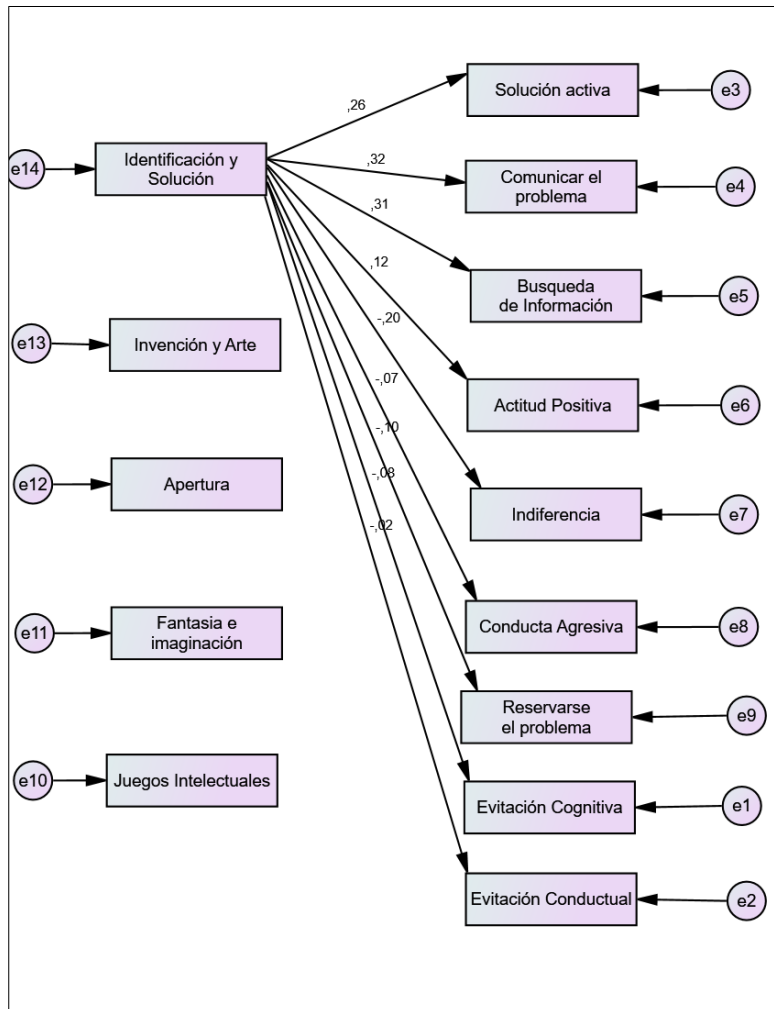 Solución activa
e3
,26
Identificación y
Solución
e14
,32
Comunicar el
problema
e4
,31
Busqueda
de Información
e5
,12
Invención y Arte
e13
-,20
Actitud Positiva
e6
-,07
-,10
Apertura
e12
-,08
Indiferencia
e7
-,02
Fantasia e
imaginación
e11
Conducta Agresiva
e8
Reservarse
el problema
e9
Juegos Intelectuales
e10
Evitación Cognitiva
e1
Evitación Conductual
e2